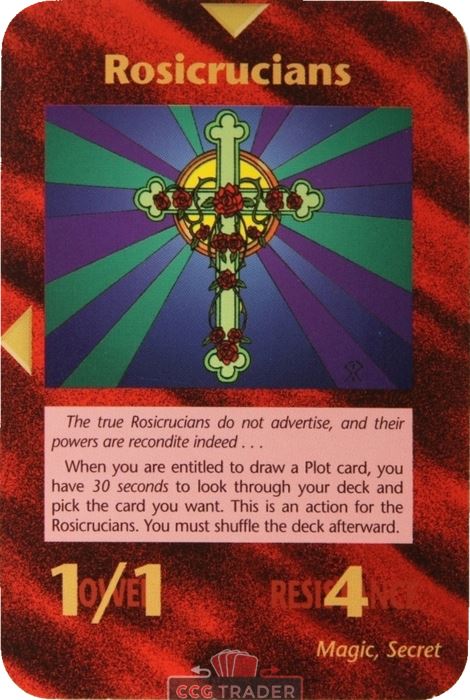 Rosicrucians
The true Rosicrucians do not advertise, and their
powers are recondite indeed . . .
When you are entitled to draw a Plot card, you
have 30 seconds to look through your deck and
pick the card you want. This is an action for the
Rosicrucians. You must shuffle the deck afterward.
POWER 1/1
RESISTANCE 4
Magic, Secret
CCG TRADER